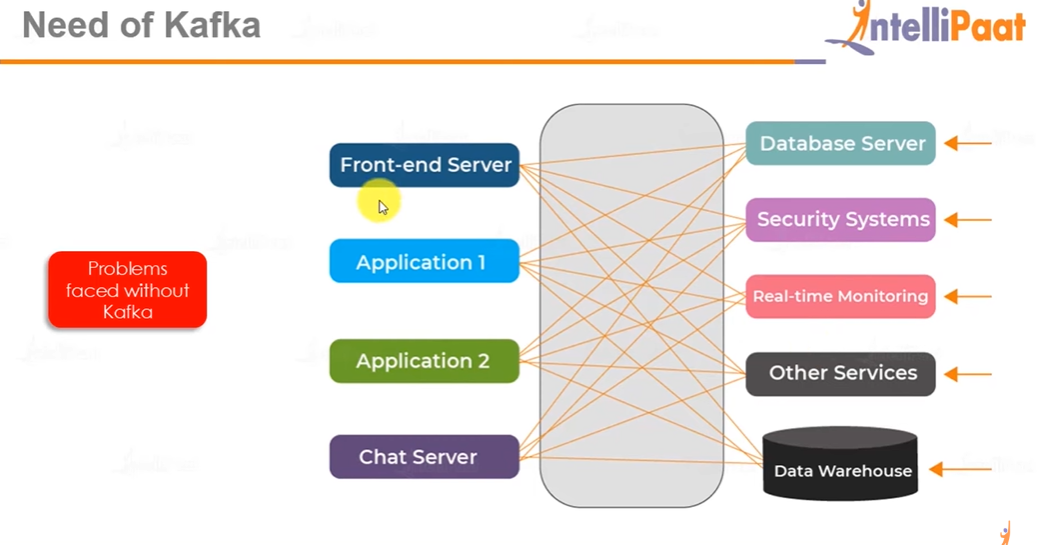 Need of Kafka
IntelliPaat
Front-end Server
Application 1
Application 2
Chat Server
Problems
faced without
Kafka
Database Server
Security Systems
Real-time Monitoring
Other Services
Data Warehouse